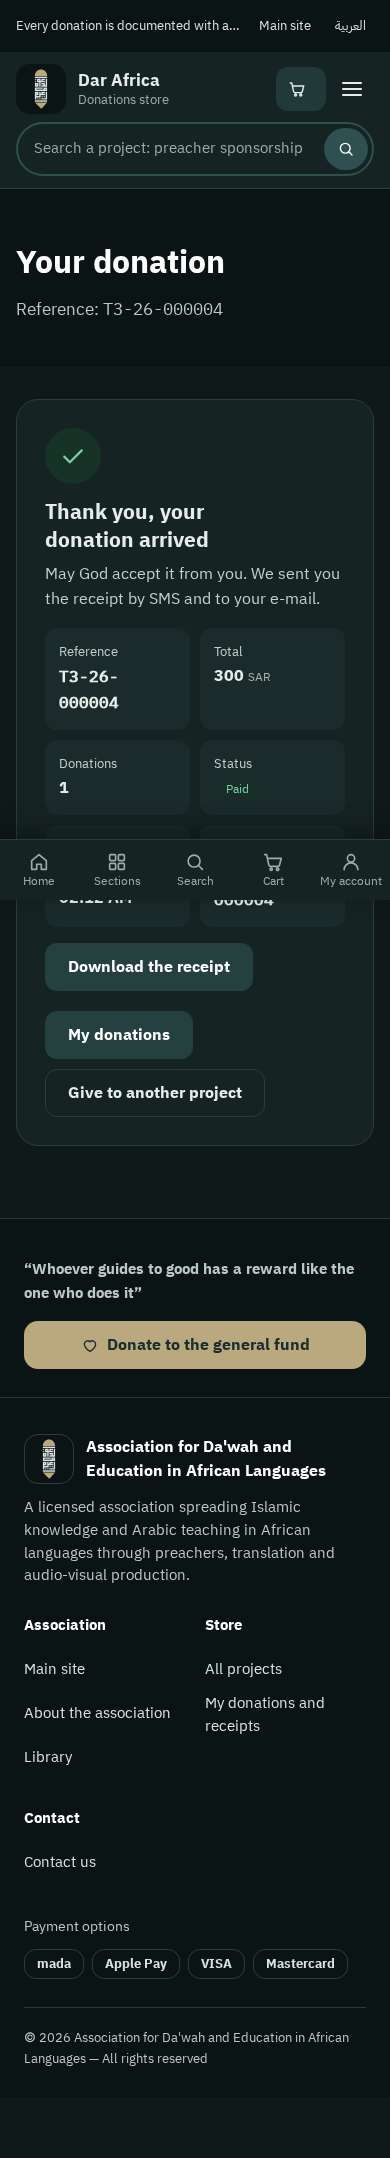 Every donation is documented with a... Main site العربية
Dar Africa
Donations store
Search a project: preacher sponsorship
Your donation
Reference: T3-26-000004
Thank you, your
donation arrived
May God accept it from you. We sent you
the receipt by SMS and to your e-mail.
Reference Total
T3-26- 300 SAR
000004
Donations Status
1 Paid
Home Sections Search Cart My account
Download the receipt
My donations
Give to another project
“Whoever guides to good has a reward like the
one who does it”
Donate to the general fund
Association for Da'wah and
Education in African Languages
A licensed association spreading Islamic
knowledge and Arabic teaching in African
languages through preachers, translation and
audio-visual production.
Association Store
Main site All projects
About the association My donations and
receipts
Library
Contact
Contact us
Payment options
mada Apple Pay VISA Mastercard
© 2026 Association for Da'wah and Education in African
Languages — All rights reserved